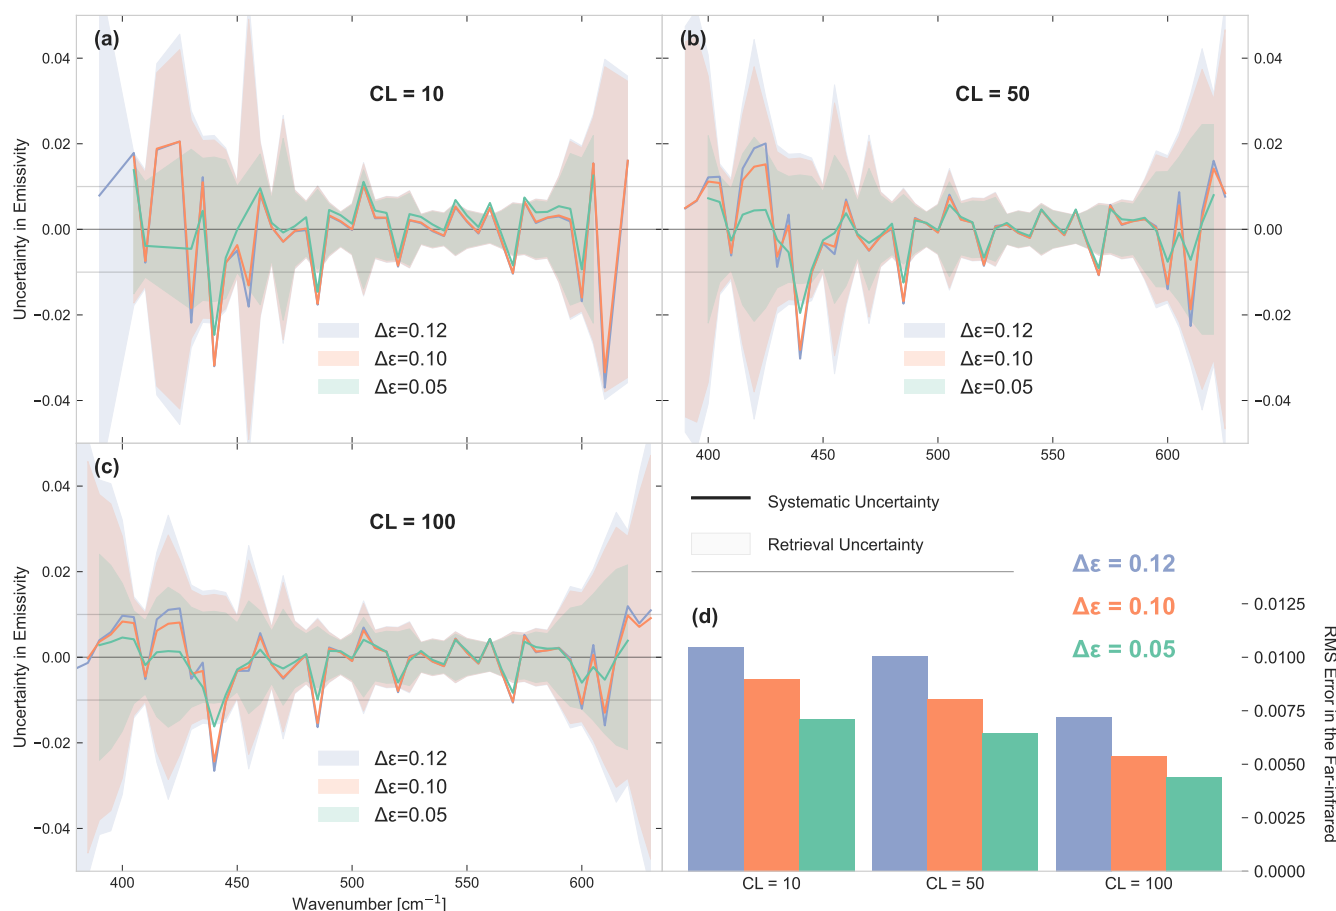 (a)
CL = 10
Uncertainty in Emissivity
0.04
0.02
0.00
−0.02
−0.04
Δε=0.12
Δε=0.10
Δε=0.05
(b)
CL = 50
0.04
0.02
0.00
−0.02
−0.04
Δε=0.12
Δε=0.10
Δε=0.05
400
450
500
550
600
(c)
CL = 100
Uncertainty in Emissivity
0.04
0.02
0.00
−0.02
−0.04
Δε=0.12
Δε=0.10
Δε=0.05
400
450
500
550
600
Wavenumber [cm⁻¹]
Systematic Uncertainty
Retrieval Uncertainty
Δε = 0.12
Δε = 0.10
Δε = 0.05
(d)
0.0125
0.0100
0.0075
0.0050
0.0025
0.0000
RMS Error in the Far-infrared
CL = 10
CL = 50
CL = 100